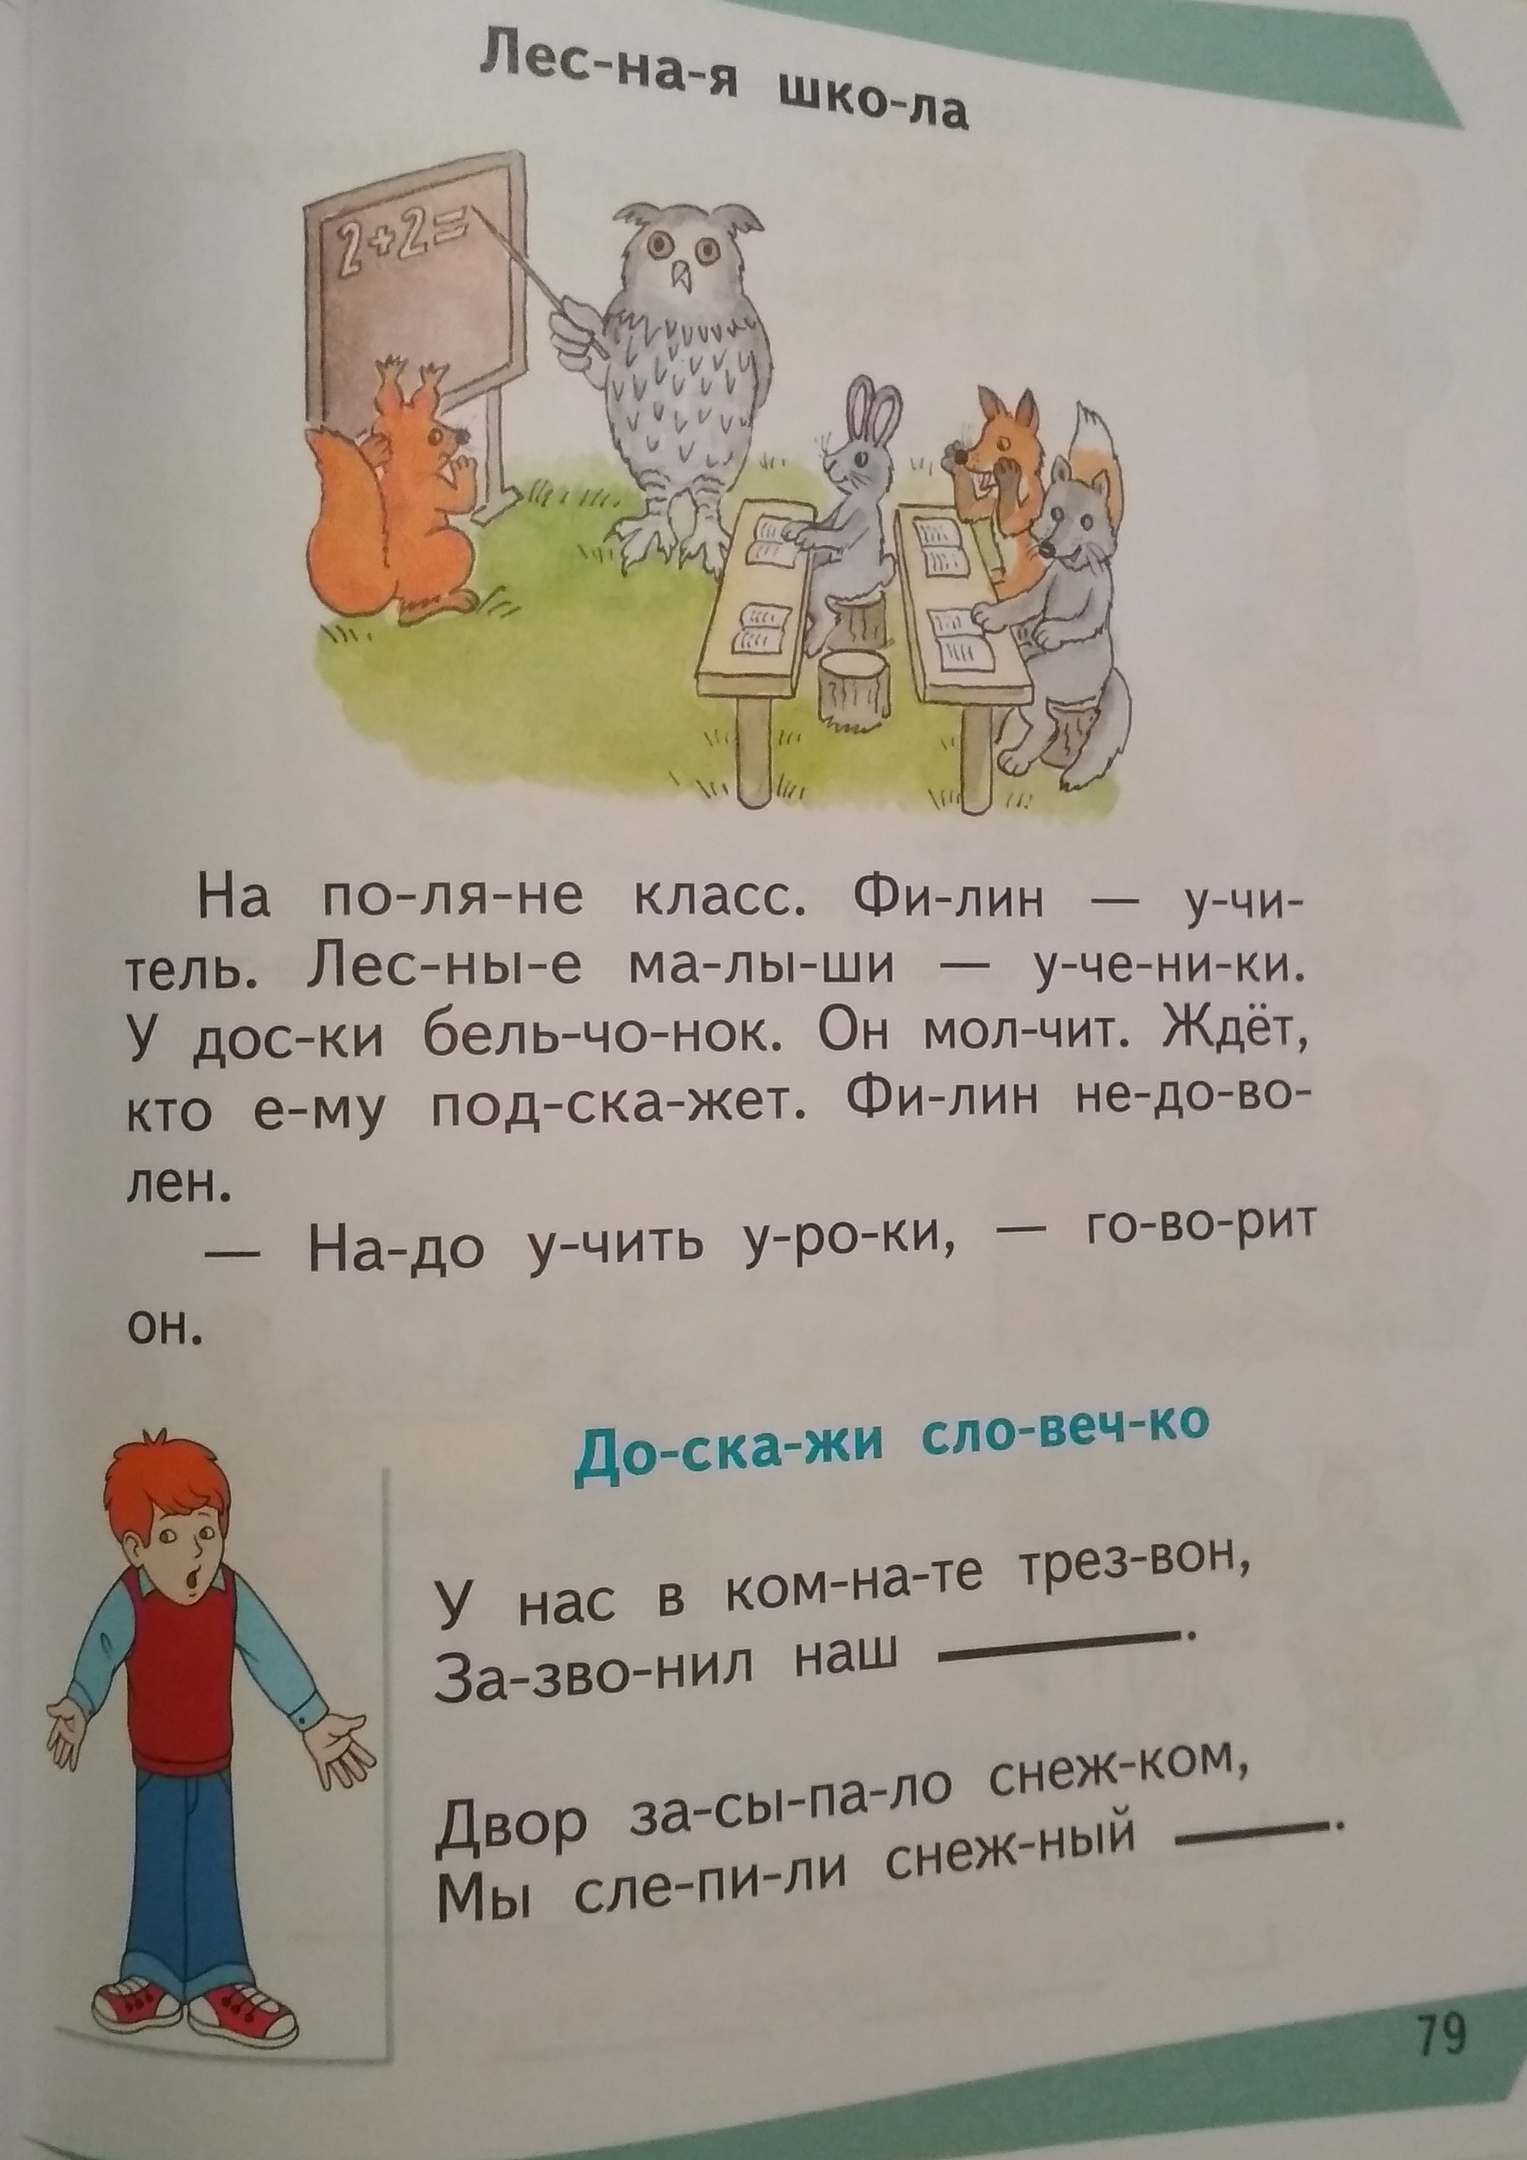 Лес-на-я шко-ла
2+2=
На по-ля-не класс. Фи-лин — у-чи-
тель. Лес-ны-е ма-лы-ши — у-че-ни-ки.
У дос-ки бель-чо-нок. Он мол-чит. Ждёт,
кто е-му под-ска-жет. Фи-лин не-до-во-
лен.
— На-до у-чить у-ро-ки, — го-во-рит
он.
До-ска-жи сло-веч-ко
У нас в ком-на-те трез-вон,
За-зво-нил наш ______.
Двор за-сы-па-ло снеж-ком,
Мы сле-пи-ли снеж-ный ____.
79